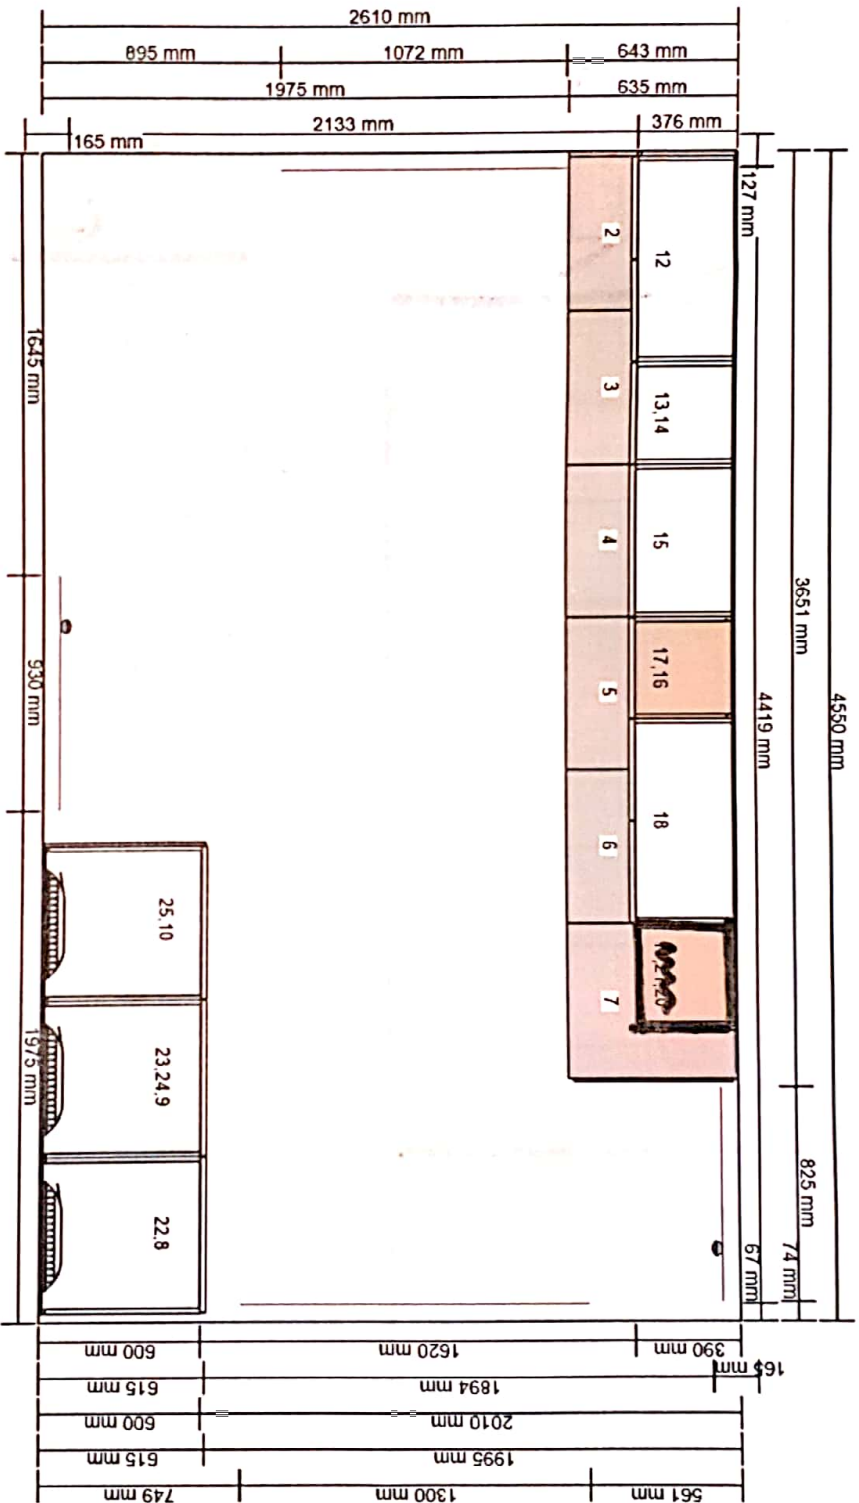 2610 mm
895 mm 1072 mm 643 mm
1975 mm 635 mm
2133 mm 376 mm
165 mm
127 mm
2
12
3
13,14
4
15
5
17,16
6
18
7
1645 mm
930 mm
1975 mm
3651 mm
4419 mm
4550 mm
825 mm
67 mm
74 mm
25,10
23,24,9
22,8
600 mm 1620 mm 390 mm
165 mm
615 mm 1894 mm
600 mm 2010 mm
615 mm 1995 mm
749 mm 1300 mm 561 mm